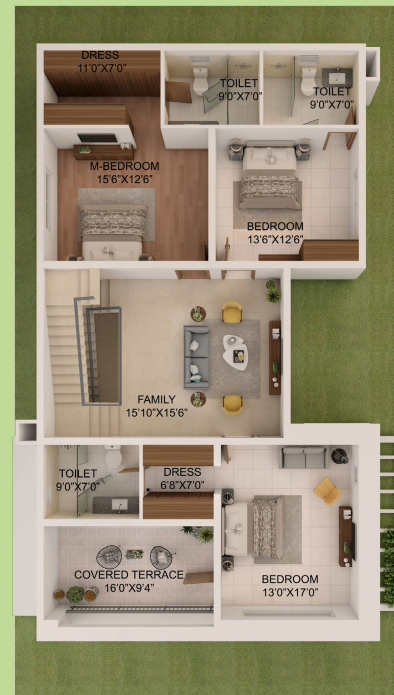 DRESS
11'0"X7'0"
TOILET
9'0"X7'0"
TOILET
9'0"X7'0"
M-BEDROOM
15'6"X12'6"
BEDROOM
13'6"X12'6"
FAMILY
15'10"X15'6"
TOILET
9'0"X7'0"
DRESS
6'8"X7'0"
COVERED TERRACE
16'0"X9'4"
BEDROOM
13'0"X17'0"